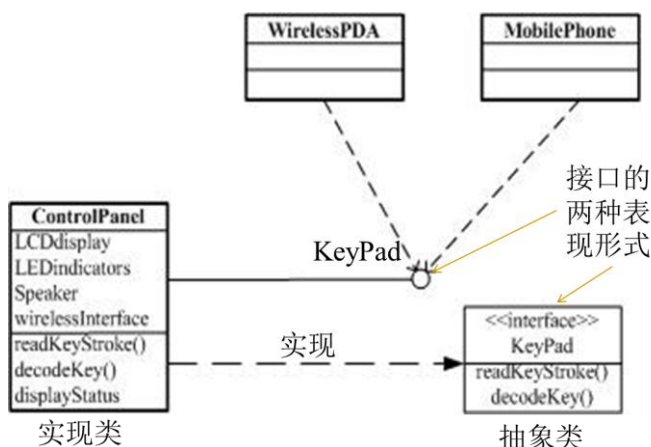 WirelessPDA
MobilePhone
接口的
两种表
现形式
ControlPanel
LCDdisplay
LEDindicators
Speaker
wirelessInterface
readKeyStroke()
decodeKey()
displayStatus
实现类
KeyPad
实现
<<interface>>
KeyPad
readKeyStroke()
decodeKey()
抽象类